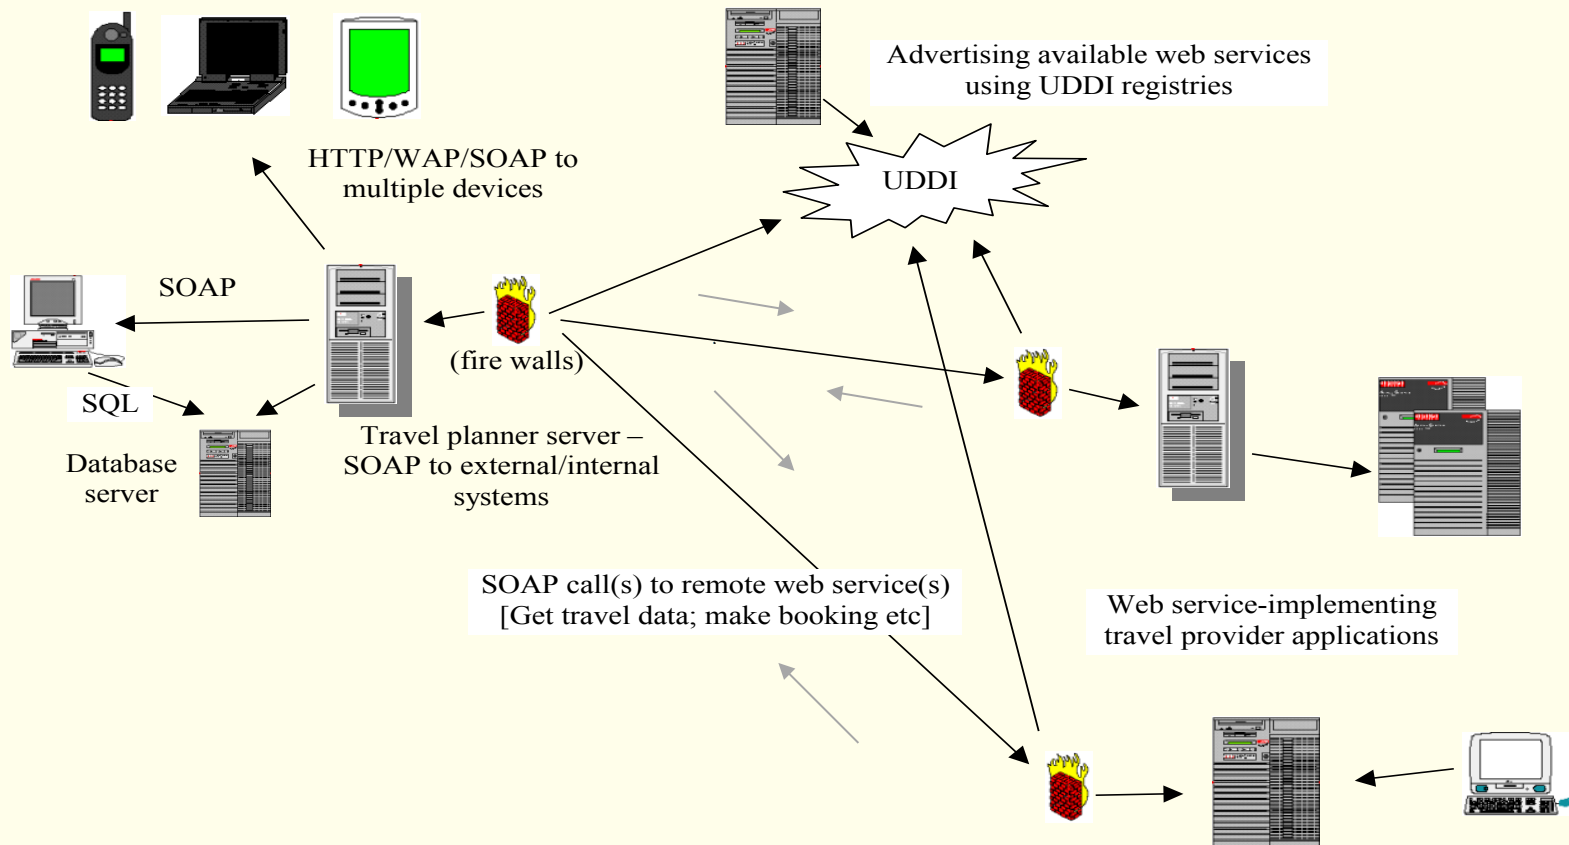 Advertising available web services
using UDDI registries
HTTP/WAP/SOAP to
multiple devices
UDDI
SOAP
(fire walls)
SQL
Travel planner server –
SOAP to external/internal
systems
Database
server
SOAP call(s) to remote web service(s)
[Get travel data; make booking etc]
Web service-implementing
travel provider applications